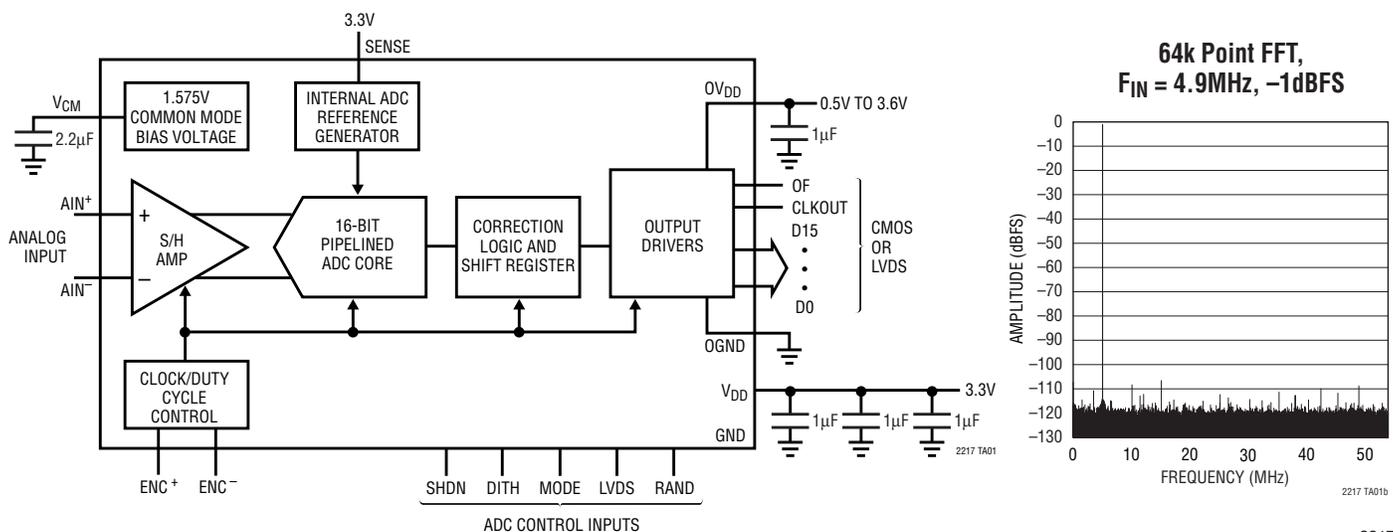 3.3V
SENSE
V_CM
2.2µF
1.575V
COMMON MODE
BIAS VOLTAGE
INTERNAL ADC
REFERENCE
GENERATOR
OV_DD
0.5V TO 3.6V
1µF
AIN⁺
ANALOG
INPUT
AIN⁻
+
S/H
AMP
–
16-BIT
PIPELINED
ADC CORE
CORRECTION
LOGIC AND
SHIFT REGISTER
OUTPUT
DRIVERS
OF
CLKOUT
D15
•
•
•
D0
CMOS
OR
LVDS
OGND
CLOCK/DUTY
CYCLE
CONTROL
V_DD
3.3V
1µF 1µF 1µF
GND
2217 TA01
ENC⁺ ENC⁻
SHDN DITH MODE LVDS RAND
ADC CONTROL INPUTS
64k Point FFT,
F_IN = 4.9MHz, –1dBFS
AMPLITUDE (dBFS)
0
–10
–20
–30
–40
–50
–60
–70
–80
–90
–100
–110
–120
–130
0 10 20 30 40 50
FREQUENCY (MHz)
2217 TA01b